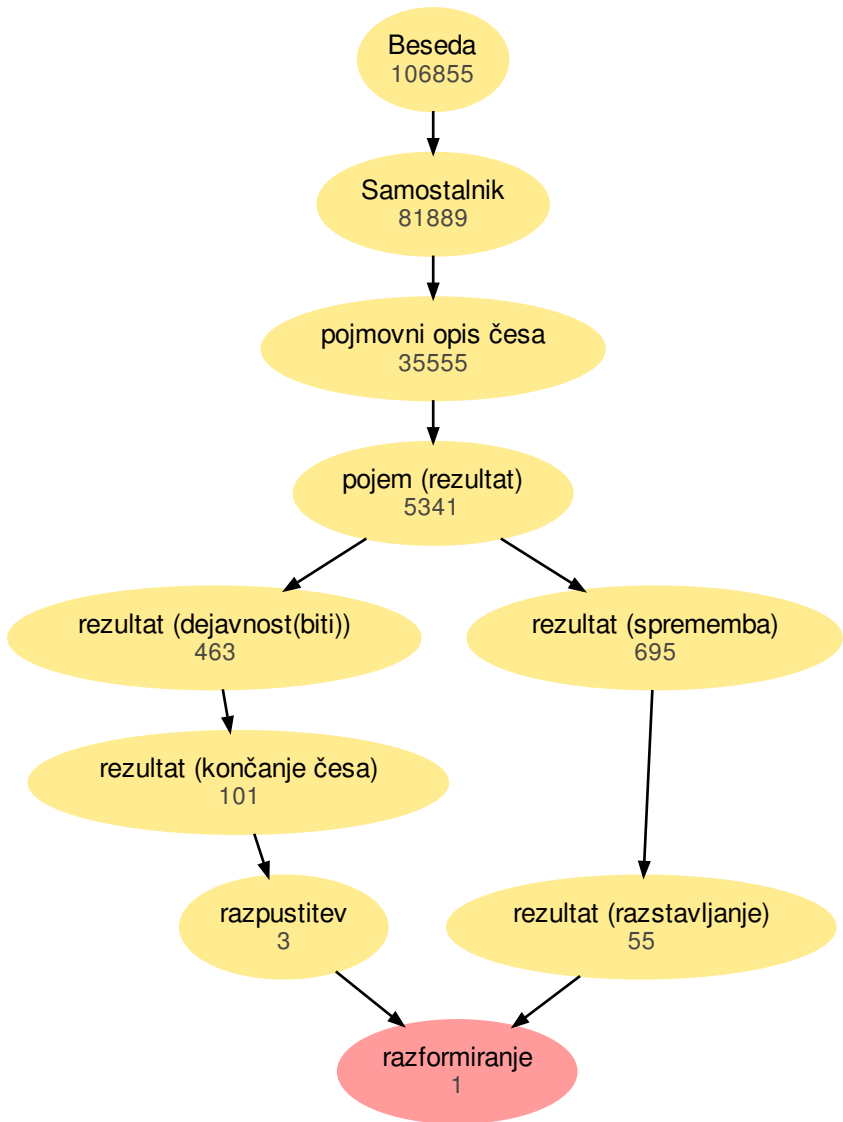 Beseda
106855
Samostalnik
81889
pojmovni opis česa
35555
pojem (rezultat)
5341
rezultat (dejavnost(biti))
463
rezultat (sprememba)
695
rezultat (končanje česa)
101
razpustitev
3
rezultat (razstavljanje)
55
razformiranje
1